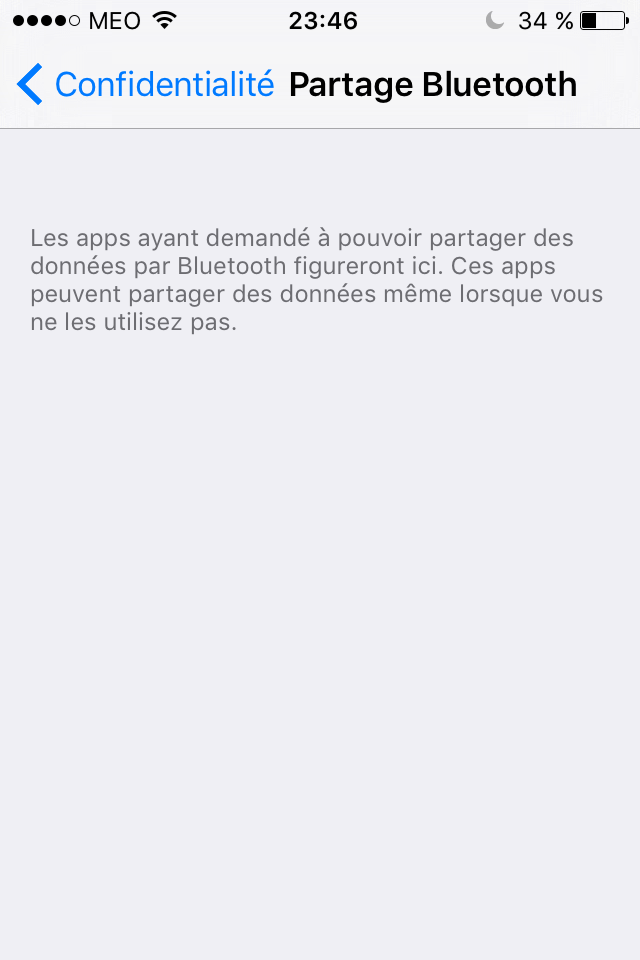 MEO 23:46 34 %
Confidentialité Partage Bluetooth
Les apps ayant demandé à pouvoir partager des
données par Bluetooth figureront ici. Ces apps
peuvent partager des données même lorsque vous
ne les utilisez pas.